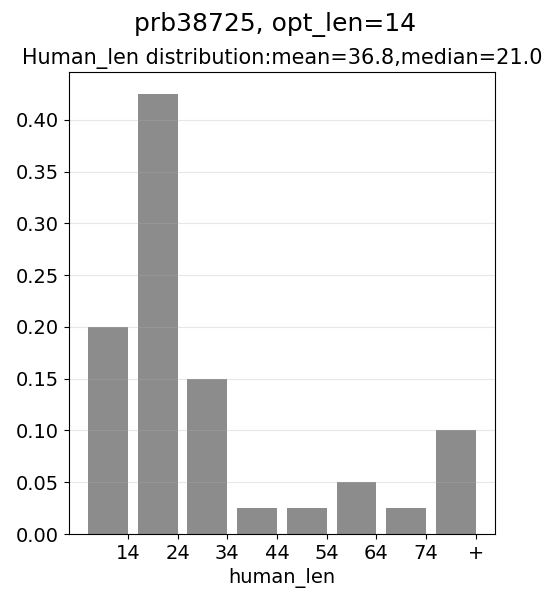 prb38725, opt_len=14
Human_len distribution:mean=36.8,median=21.0
0.40
0.35
0.30
0.25
0.20
0.15
0.10
0.05
0.00
14 24 34 44 54 64 74 +
human_len